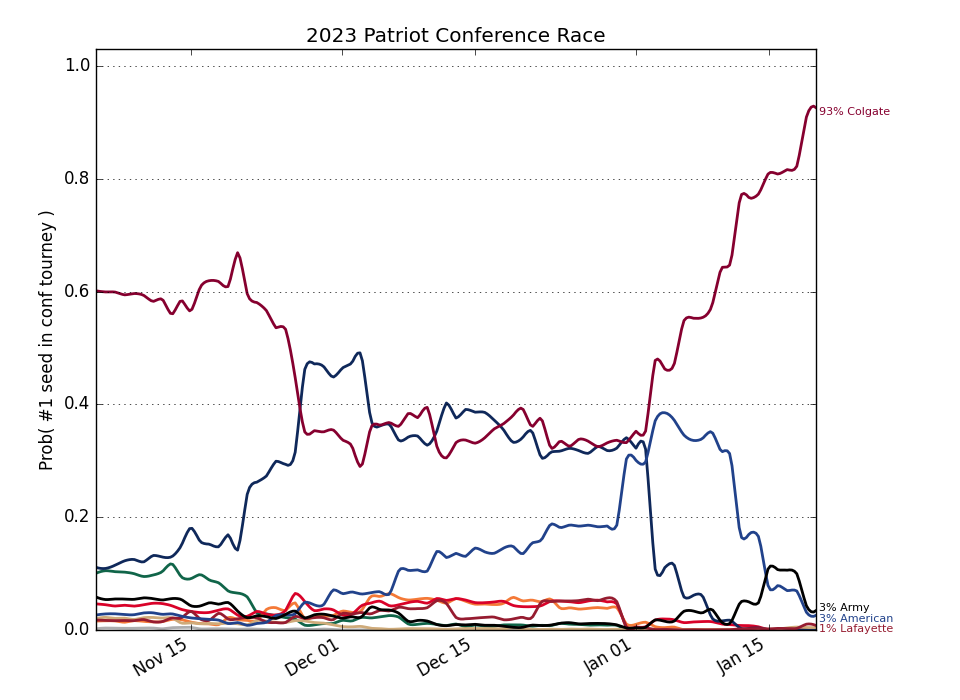 2023 Patriot Conference Race
Prob( #1 seed in conf tourney )
1.0
0.8
0.6
0.4
0.2
0.0
Nov 15
Dec 01
Dec 15
Jan 01
Jan 15
93% Colgate
3% Army
3% American
1% Lafayette